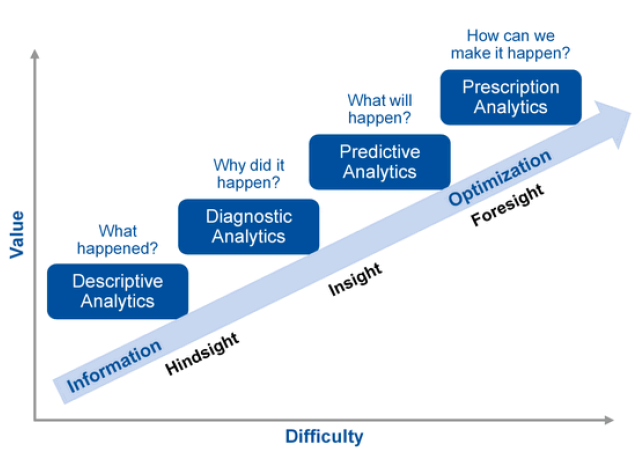 How can we
make it happen?
Prescription
Analytics
What will
happen?
Predictive
Analytics
Why did it
happen?
Diagnostic
Analytics
What
happened?
Descriptive
Analytics
Information
Optimization
Hindsight
Insight
Foresight
Value
Difficulty